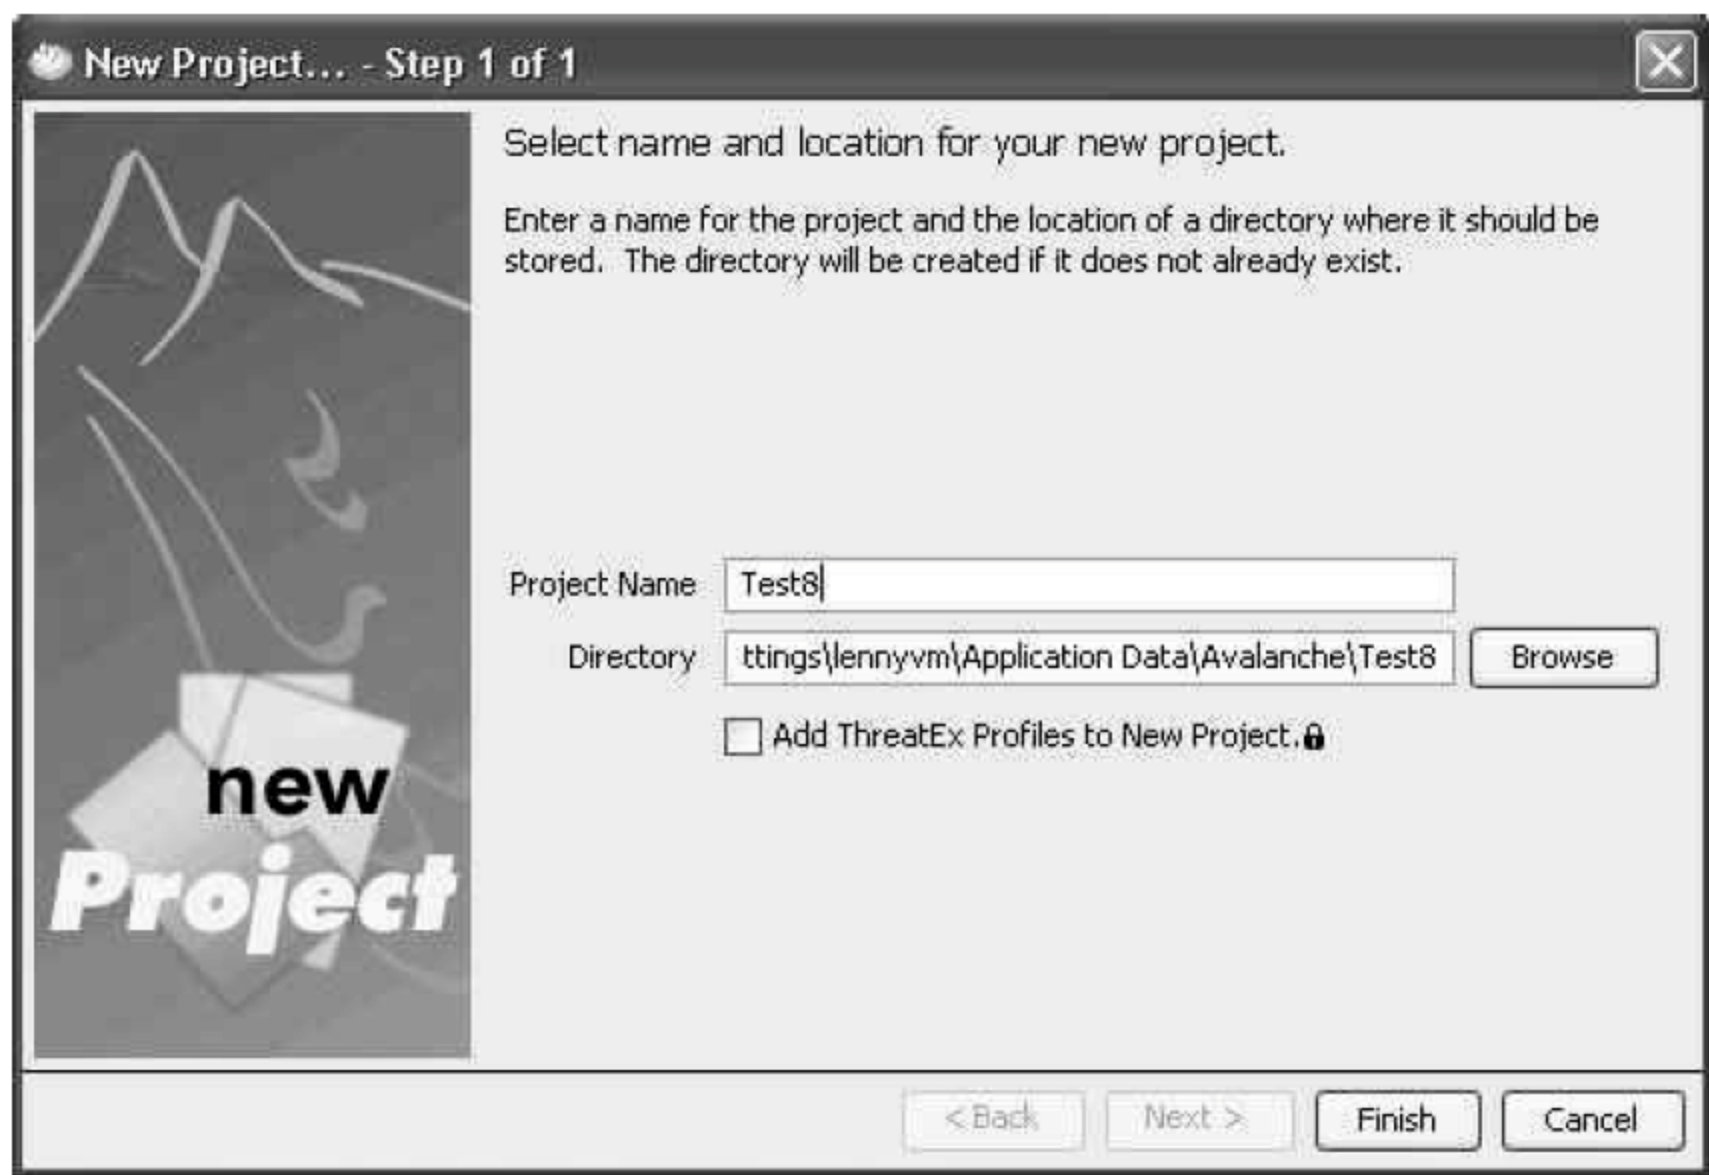 New Project... - Step 1 of 1
Select name and location for your new project.
Enter a name for the project and the location of a directory where it should be
stored. The directory will be created if it does not already exist.
Project Name Test8
Directory ttings\lennyvm\Application Data\Avalanche\Test8 Browse
Add ThreatEx Profiles to New Project.
new
Project
< Back Next > Finish Cancel